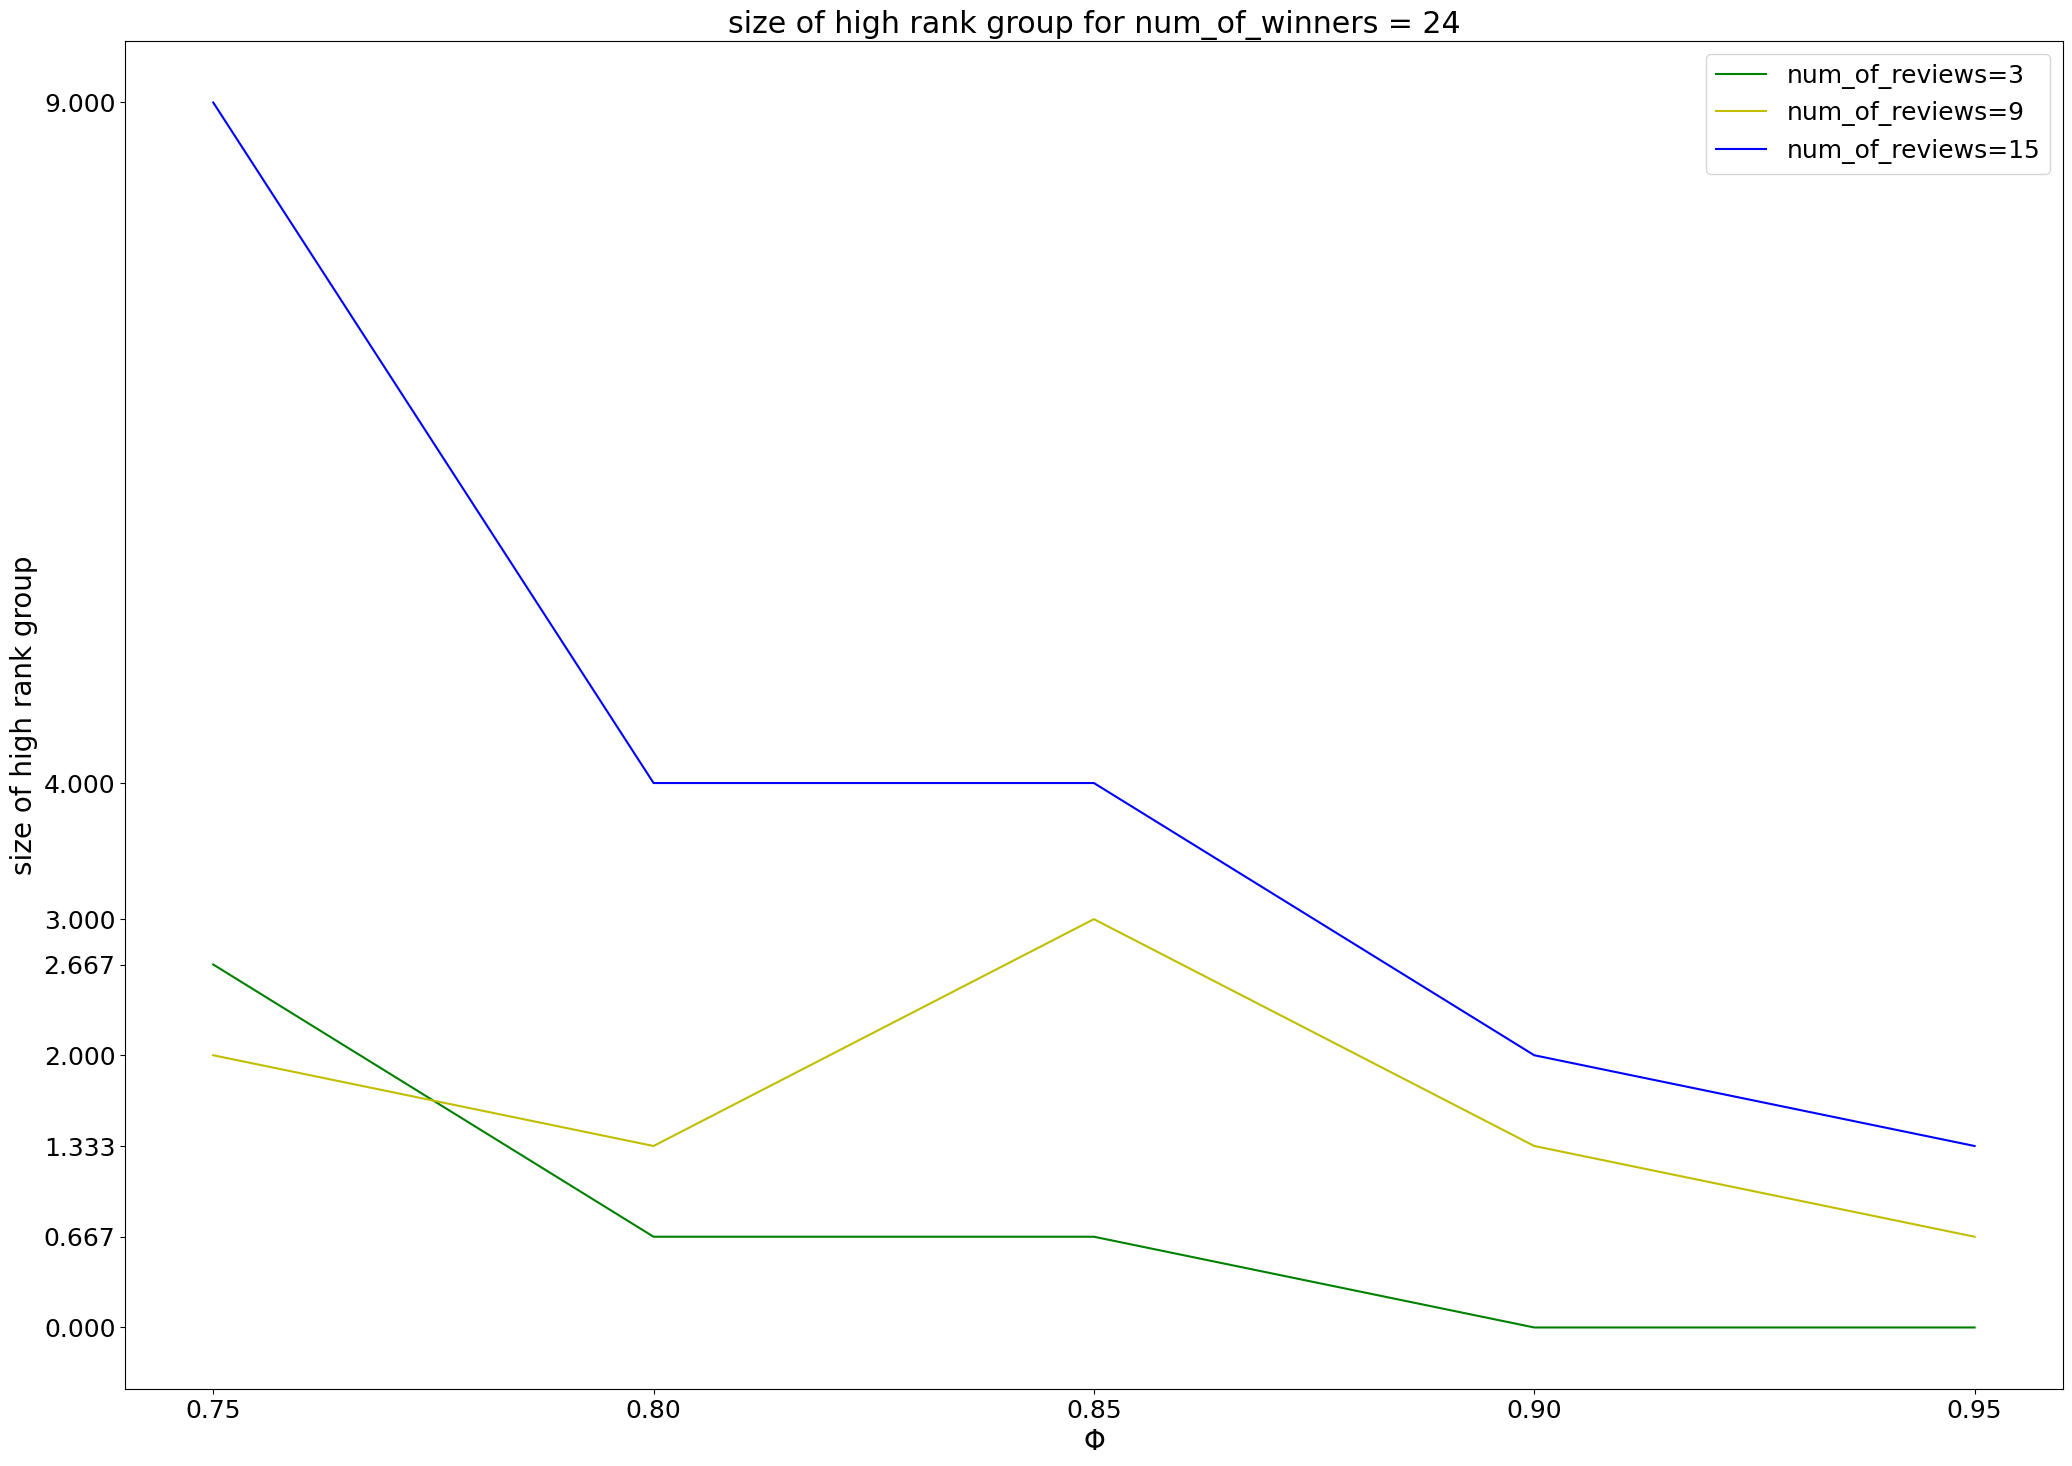 size of high rank group for num_of_winners = 24
num_of_reviews=3
num_of_reviews=9
num_of_reviews=15
size of high rank group
9.000
4.000
3.000
2.667
2.000
1.333
0.667
0.000
0.75 0.80 0.85 0.90 0.95
Φ